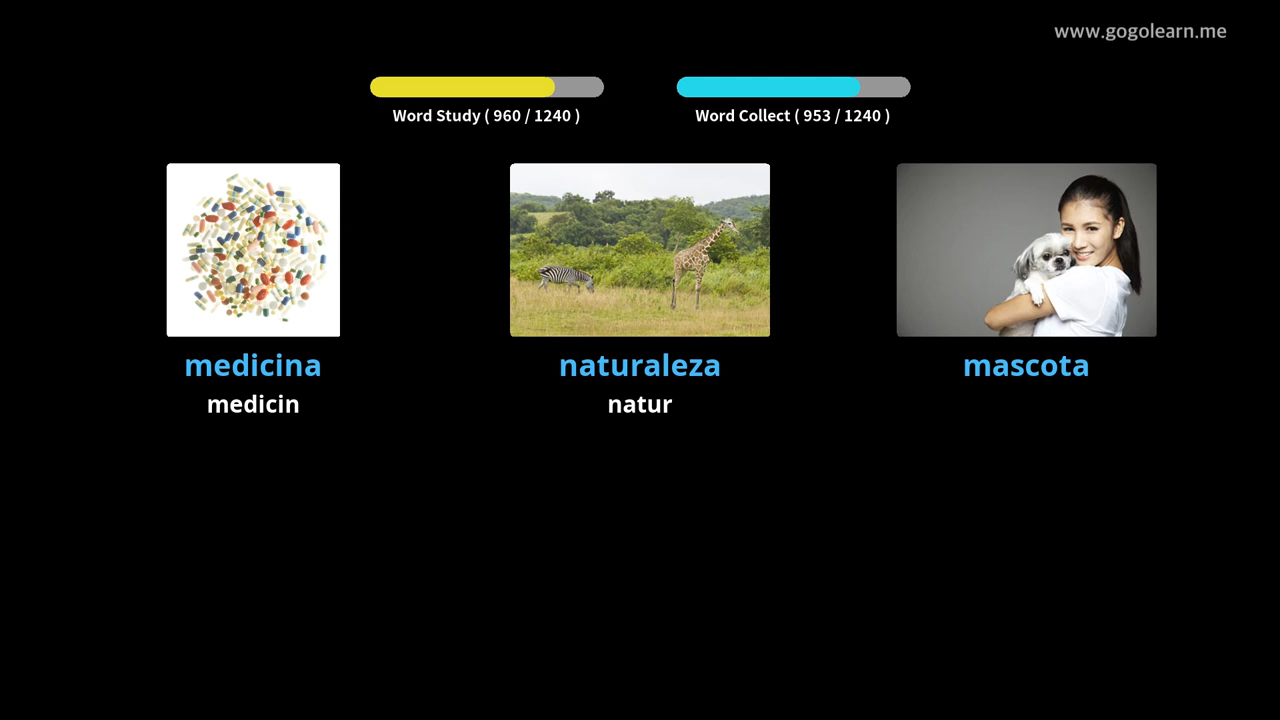 www.gogolearn.me
Word Study ( 960 / 1240 )
Word Collect ( 953 / 1240 )
medicina
naturaleza
mascota
medicin
natur